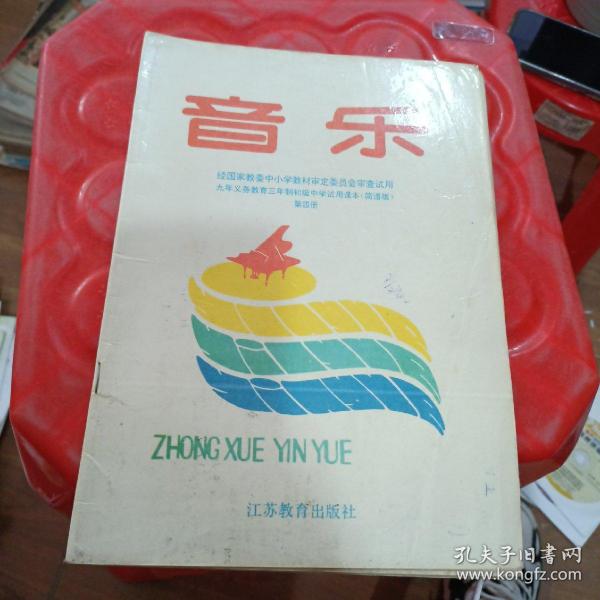 音乐
经国家教委中小学教材审定委员会审查试用
九年义务教育三年制初级中学试用课本(简谱版)
第四册
ZHONG XUE YIN YUE
江苏教育出版社
孔夫子旧书网
www.kongfz.com